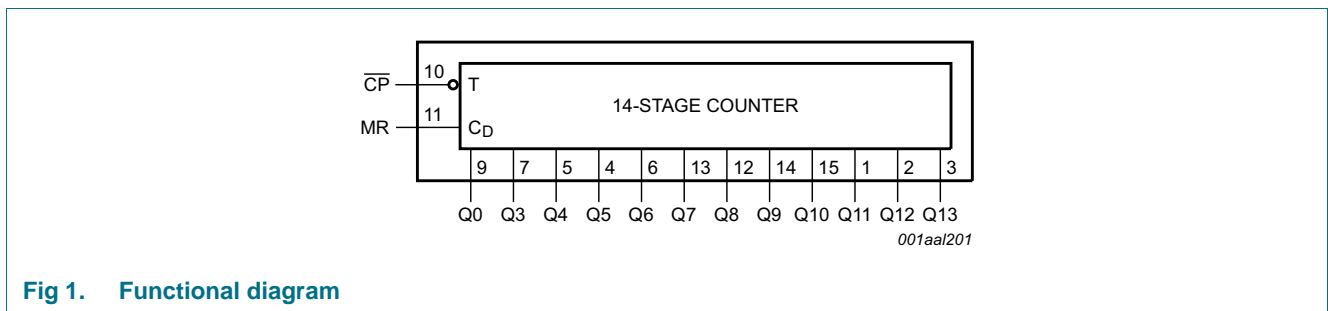 10
CP
T
14-STAGE COUNTER
11
MR
CD
9 7 5 4 6 13 12 14 15 1 2 3
Q0 Q3 Q4 Q5 Q6 Q7 Q8 Q9 Q10 Q11 Q12 Q13
001aal201
Fig 1. Functional diagram